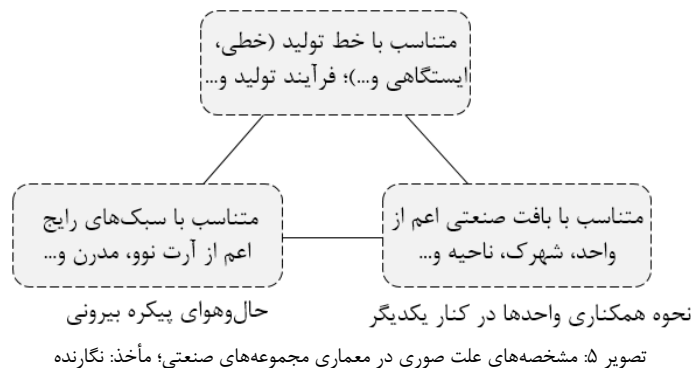 متناسب با خط تولید (خطی،
ایستگاهی و...)؛ فرآیند تولید و...
متناسب با بافت صنعتی اعم از
واحد، شهرک، ناحیه و...
متناسب با سبک‌های رایج
اعم از آرت نوو، مدرن و...
نحوه همکناری واحدها در کنار یکدیگر
حال‌وهوای پیکره بیرونی
تصویر ۵: مشخصه‌های علت صوری در معماری مجموعه‌های صنعتی؛ مأخذ: نگارنده